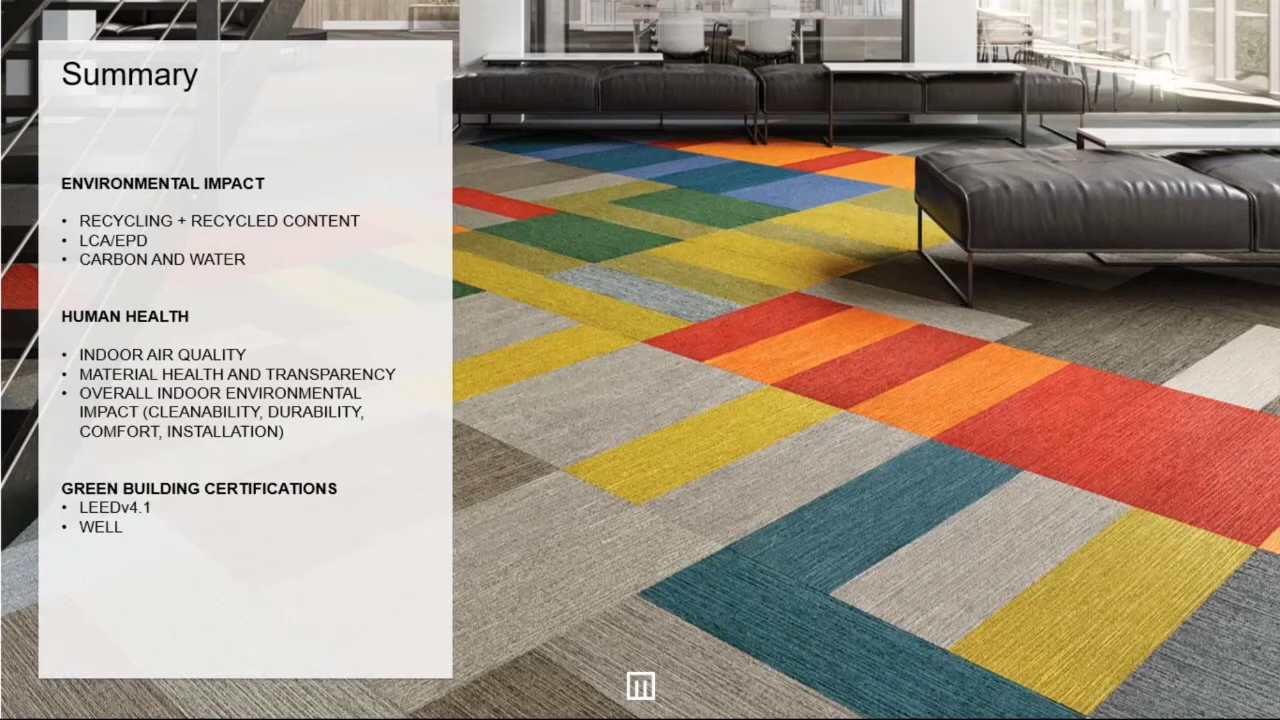 Summary
ENVIRONMENTAL IMPACT
• RECYCLING + RECYCLED CONTENT
• LCA/EPD
• CARBON AND WATER
HUMAN HEALTH
• INDOOR AIR QUALITY
• MATERIAL HEALTH AND TRANSPARENCY
• OVERALL INDOOR ENVIRONMENTAL
IMPACT (CLEANABILITY, DURABILITY,
COMFORT, INSTALLATION)
GREEN BUILDING CERTIFICATIONS
• LEEDv4.1
• WELL